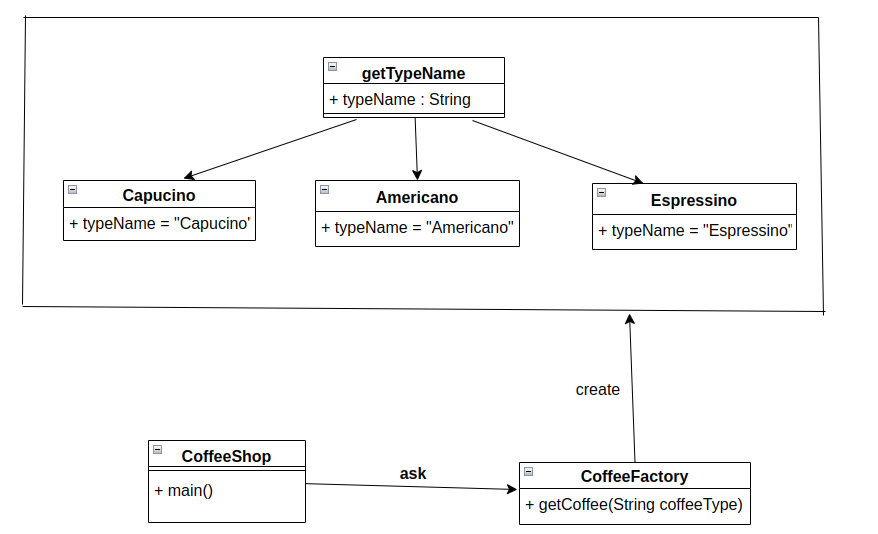 getTypeName
+ typeName : String
Capucino
+ typeName = "Capucino'
Americano
+ typeName = "Americano"
Espressino
+ typeName = "Espressino"
create
CoffeeShop
+ main()
ask
CoffeeFactory
+ getCoffee(String coffeeType)